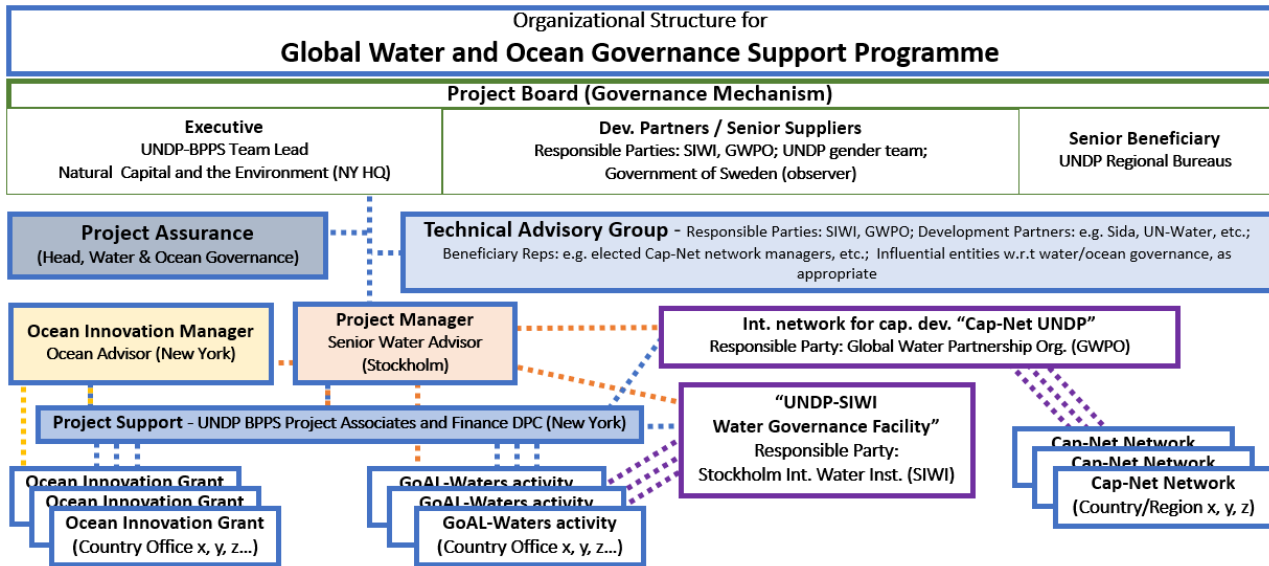 Organizational Structure for
Global Water and Ocean Governance Support Programme
Project Board (Governance Mechanism)
Executive
UNDP-BPPS Team Lead
Natural Capital and the Environment (NY HQ)
Dev. Partners / Senior Suppliers
Responsible Parties: SIWI, GWPO; UNDP gender team;
Government of Sweden (observer)
Senior Beneficiary
UNDP Regional Bureaus
Project Assurance
(Head, Water & Ocean Governance)
Technical Advisory Group - Responsible Parties: SIWI, GWPO; Development Partners: e.g. Sida, UN-Water, etc.;
Beneficiary Reps: e.g. elected Cap-Net network managers, etc.; Influential entities w.r.t water/ocean governance, as
appropriate
Ocean Innovation Manager
Ocean Advisor (New York)
Project Manager
Senior Water Advisor
(Stockholm)
Int. network for cap. dev. “Cap-Net UNDP”
Responsible Party: Global Water Partnership Org. (GWPO)
Project Support - UNDP BPPS Project Associates and Finance DPC (New York)
“UNDP-SIWI
Water Governance Facility”
Responsible Party:
Stockholm Int. Water Inst. (SIWI)
Ocean Innovation Grant
Ocean Innovation Grant
Ocean Innovation Grant
(Country Office x, y, z…)
GoAL-Waters activity
GoAL-Waters activity
GoAL-Waters activity
(Country Office x, y, z…)
Cap-Net Network
Cap-Net Network
Cap-Net Network
(Country/Region x, y, z)